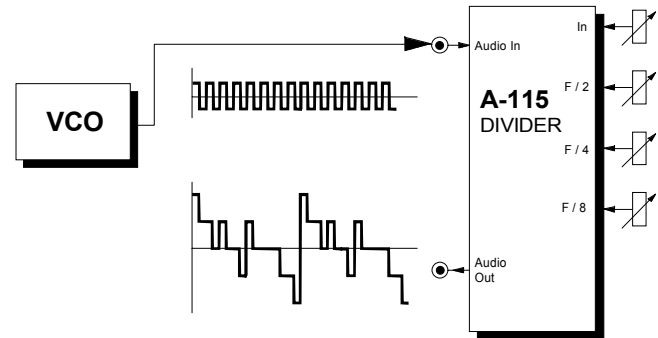 VCO
Audio In
A-115
DIVIDER
In
F / 2
F / 4
F / 8
Audio
Out